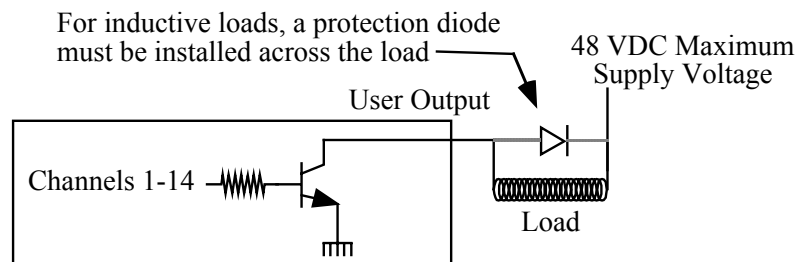 For inductive loads, a protection diode
must be installed across the load
48 VDC Maximum
Supply Voltage
User Output
Channels 1-14
Load